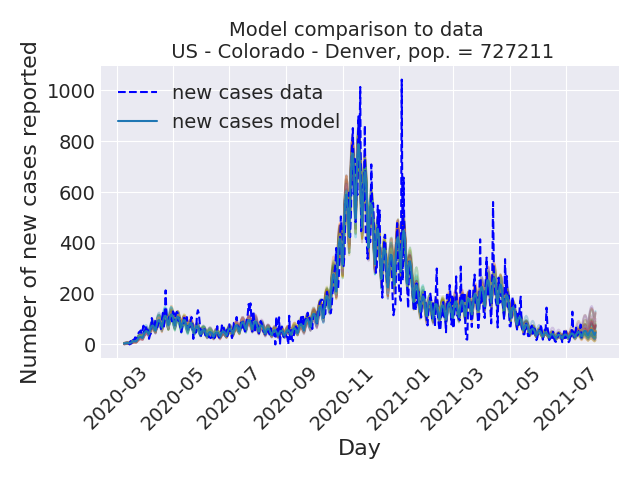 Model comparison to data
US - Colorado - Denver, pop. = 727211
Number of new cases reported
1000
800
600
400
200
0
new cases data
new cases model
2020-03
2020-05
2020-07
2020-09
2020-11
2021-01
2021-03
2021-05
2021-07
Day